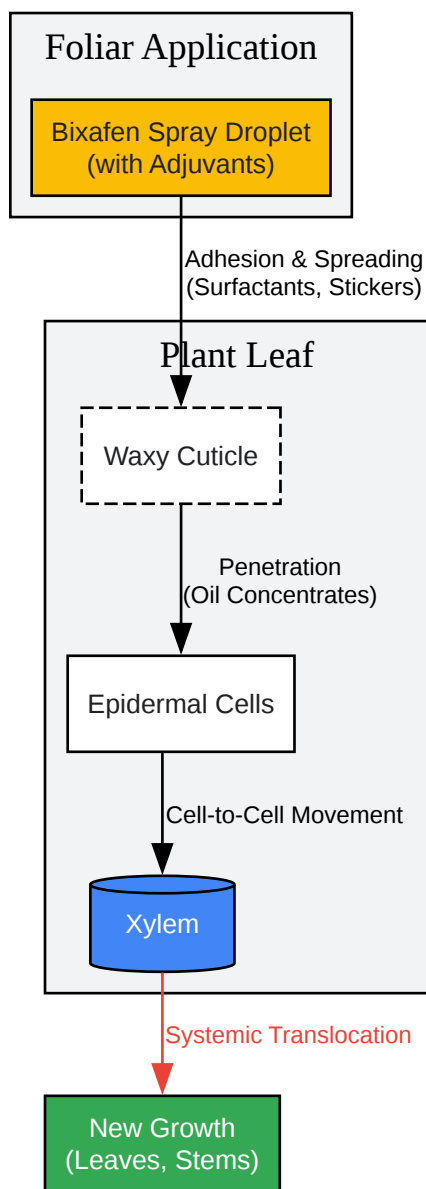 Foliar Application
Bixafen Spray Droplet
(with Adjuvants)
Adhesion & Spreading
(Surfactants, Stickers)
Plant Leaf
Waxy Cuticle
Penetration
(Oil Concentrates)
Epidermal Cells
Cell-to-Cell Movement
Xylem
Systemic Translocation
New Growth
(Leaves, Stems)